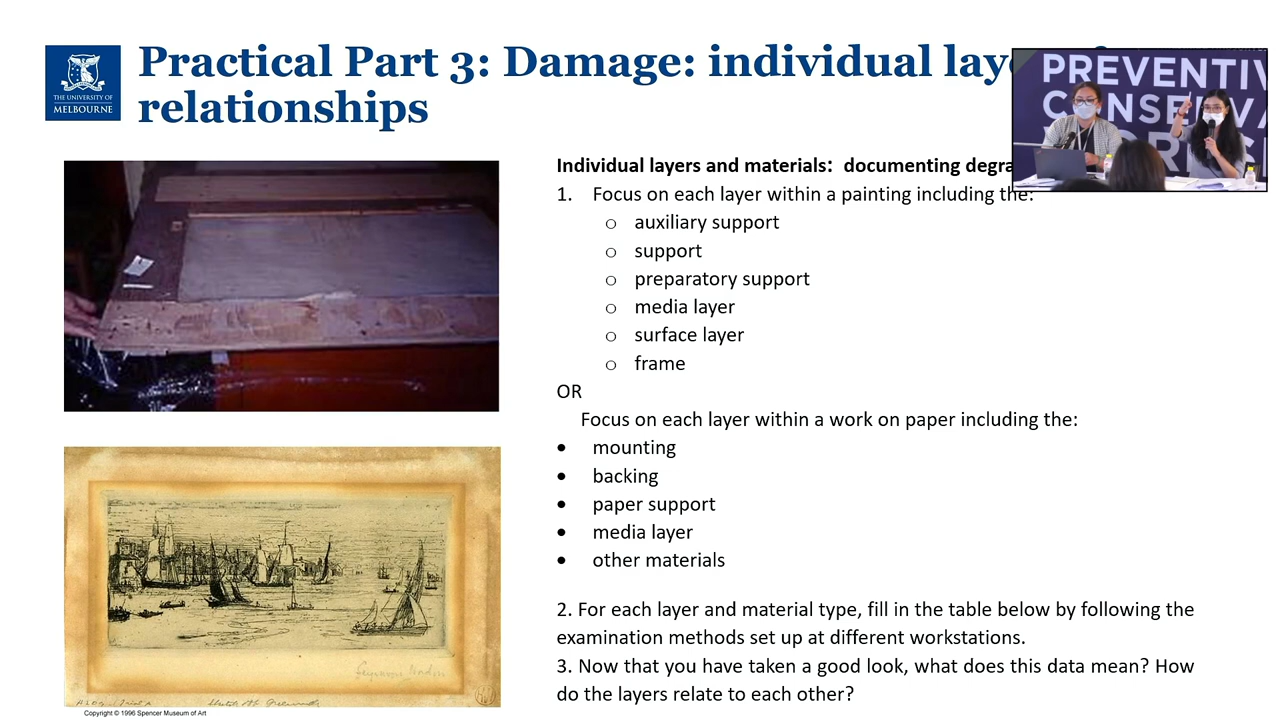 Practical Part 3: Damage: individual
relationships
THE UNIVERSITY OF
MELBOURNE
PREVENTIV
CONSERVA
Individual layers and materials: documenting
1. Focus on each layer within a painting including the:
o auxiliary support
o support
o preparatory support
o media layer
o surface layer
o frame
OR
Focus on each layer within a work on paper including the:
• mounting
• backing
• paper support
• media layer
• other materials
2. For each layer and material type, fill in the table below by following the
examination methods set up at different workstations.
3. Now that you have taken a good look, what does this data mean? How
do the layers relate to each other?
Copyright © 1996 Spencer Museum of Art